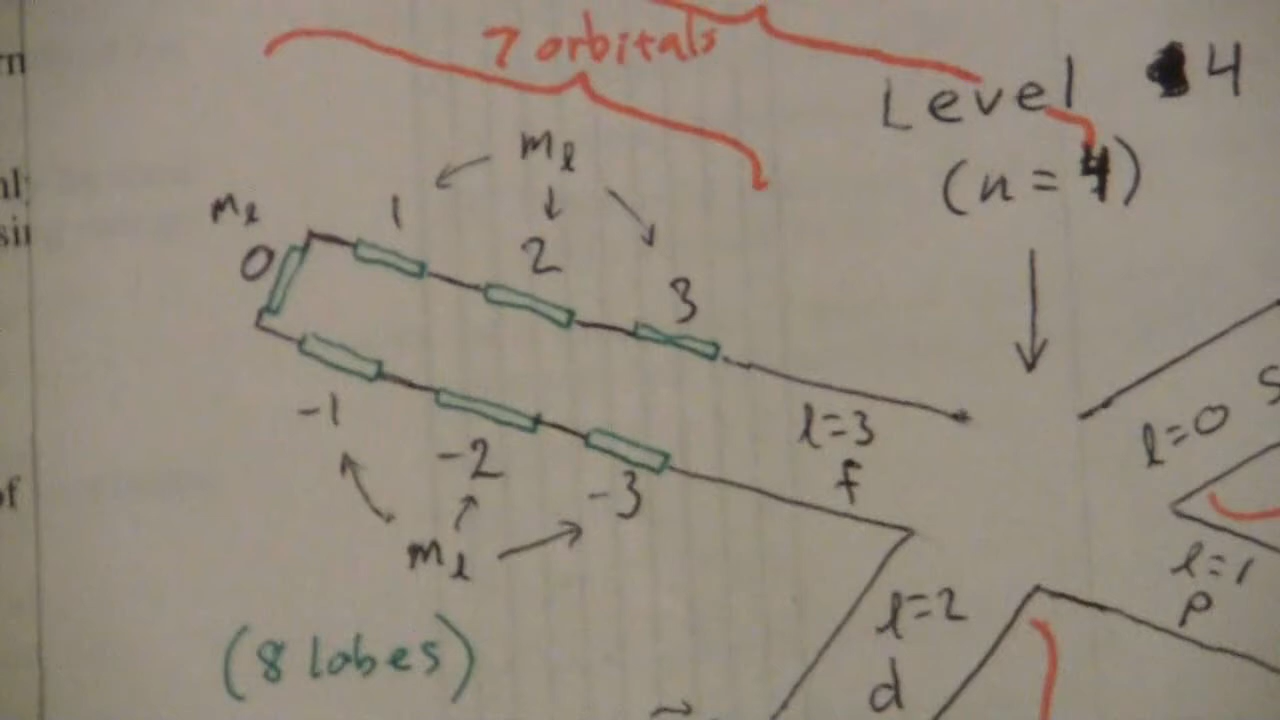 7 orbitals
Level 4
(n = 4)
mℓ
mℓ
1
2
3
0
-1
-2
-3
mℓ
ℓ=3
f
ℓ=0
S
ℓ=1
p
ℓ=2
d
(8 lobes)
of